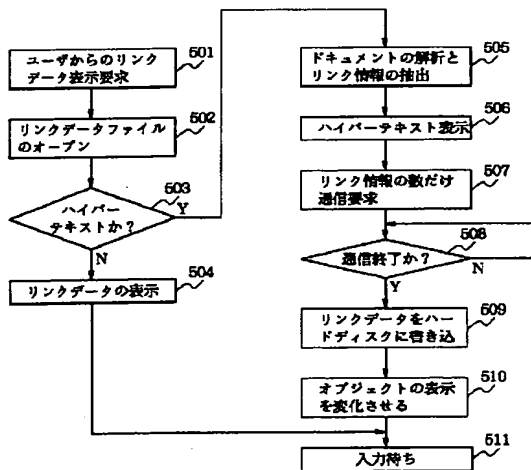 ユーザからのリンク
データ表示要求
501
リンクデータファイル
のオープン
502
ハイパー
テキストか?
503
Y
N
リンクデータの表示
504
ドキュメントの解析と
リンク情報の抽出
505
ハイパーテキスト表示
506
リンク情報の数だけ
通信要求
507
通信終了か?
508
N
Y
リンクデータをハー
ドディスクに書き込
509
オブジェクトの表示
を変化させる
510
入力待ち
511